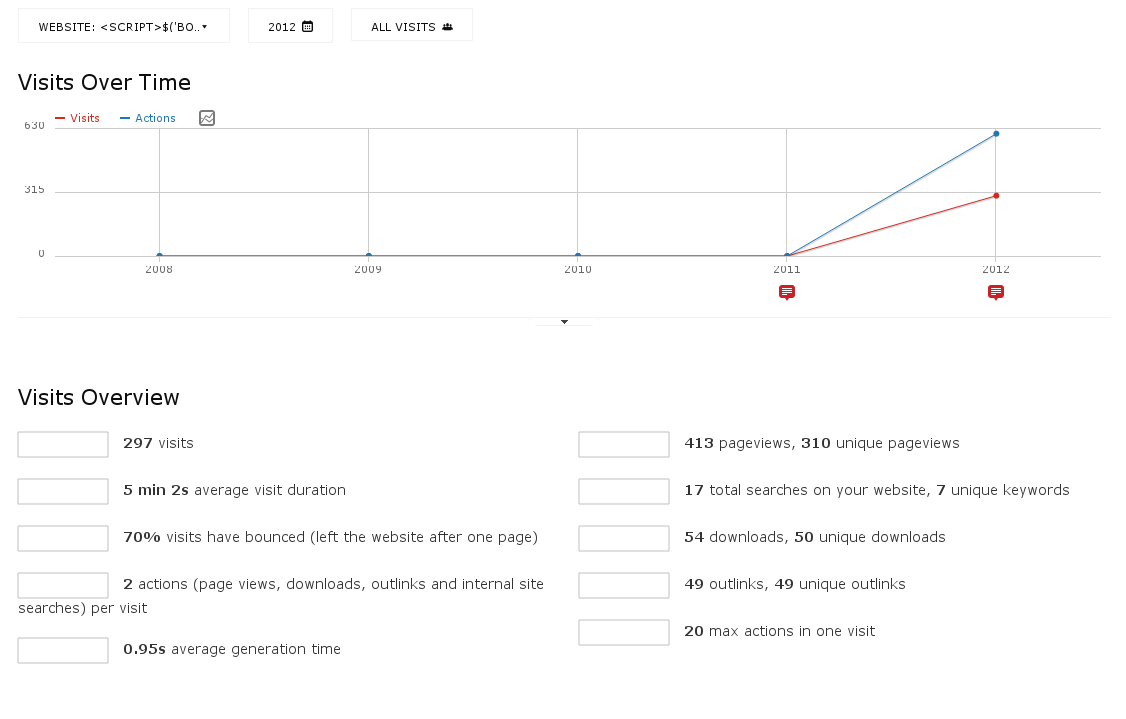 WEBSITE: <SCRIPT>$('BO.. 2012 ALL VISITS
Visits Over Time
Visits Actions
630
315
0
2008 2009 2010 2011 2012
Visits Overview
297 visits
5 min 2s average visit duration
70% visits have bounced (left the website after one page)
2 actions (page views, downloads, outlinks and internal site
searches) per visit
0.95s average generation time
413 pageviews, 310 unique pageviews
17 total searches on your website, 7 unique keywords
54 downloads, 50 unique downloads
49 outlinks, 49 unique outlinks
20 max actions in one visit